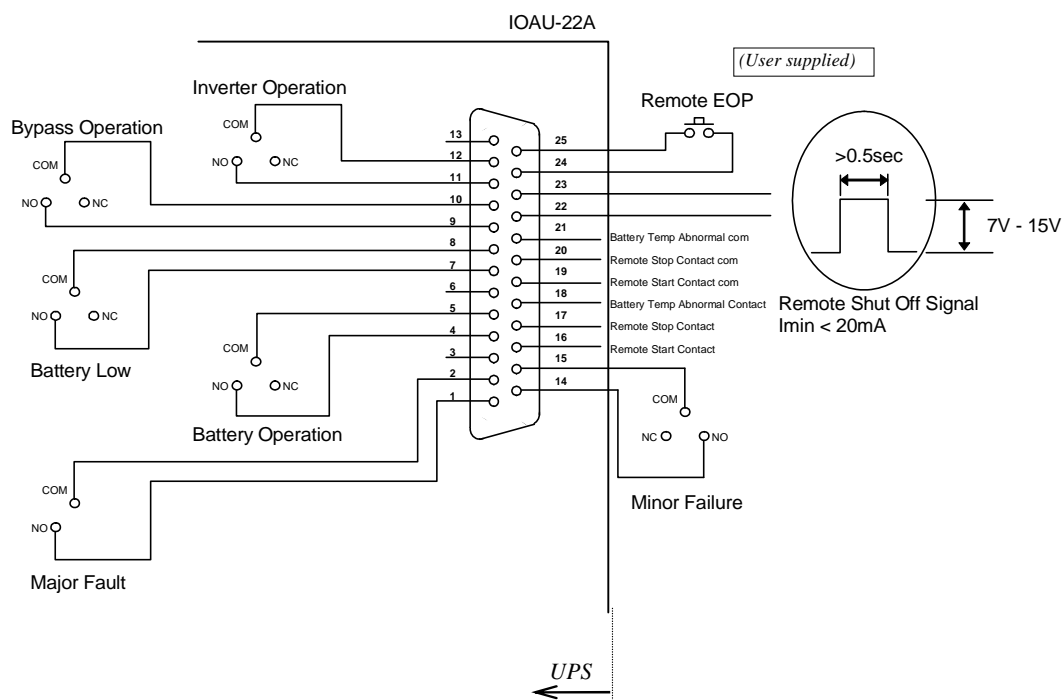 IOAU-22A
(User supplied)
Inverter Operation
Remote EOP
Bypass Operation
COM
NO
NC
COM
NO
NC
13
12
11
10
9
8
7
6
5
4
3
2
1
25
24
23
22
21
20
19
18
17
16
15
14
>0.5sec
7V - 15V
Battery Temp Abnormal com
Remote Stop Contact com
Remote Start Contact com
Battery Temp Abnormal Contact
Remote Stop Contact
Remote Start Contact
Remote Shut Off Signal
Imin < 20mA
COM
NO
NC
Battery Low
COM
NO
NC
Battery Operation
COM
NC
NO
Minor Failure
COM
NO
Major Fault
UPS